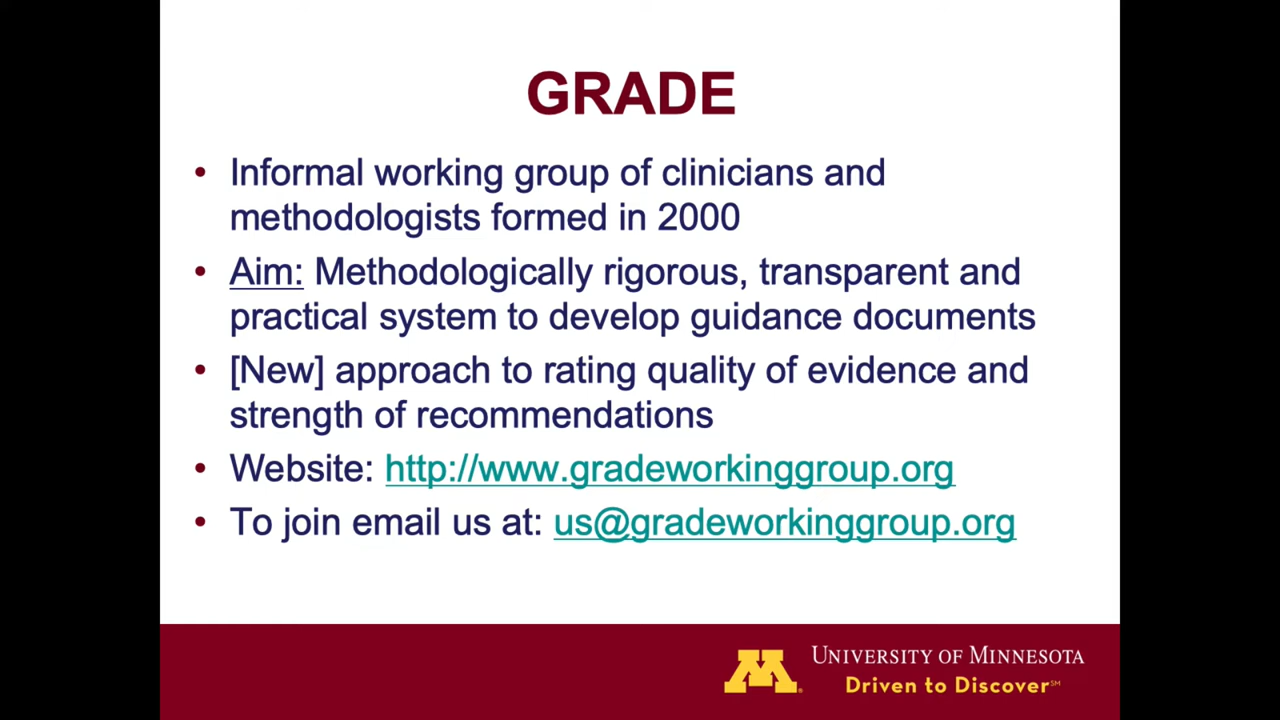 GRADE
• Informal working group of clinicians and
methodologists formed in 2000
• Aim: Methodologically rigorous, transparent and
practical system to develop guidance documents
• [New] approach to rating quality of evidence and
strength of recommendations
• Website: http://www.gradeworkinggroup.org
• To join email us at: us@gradeworkinggroup.org
M®
UNIVERSITY OF MINNESOTA
Driven to Discover℠